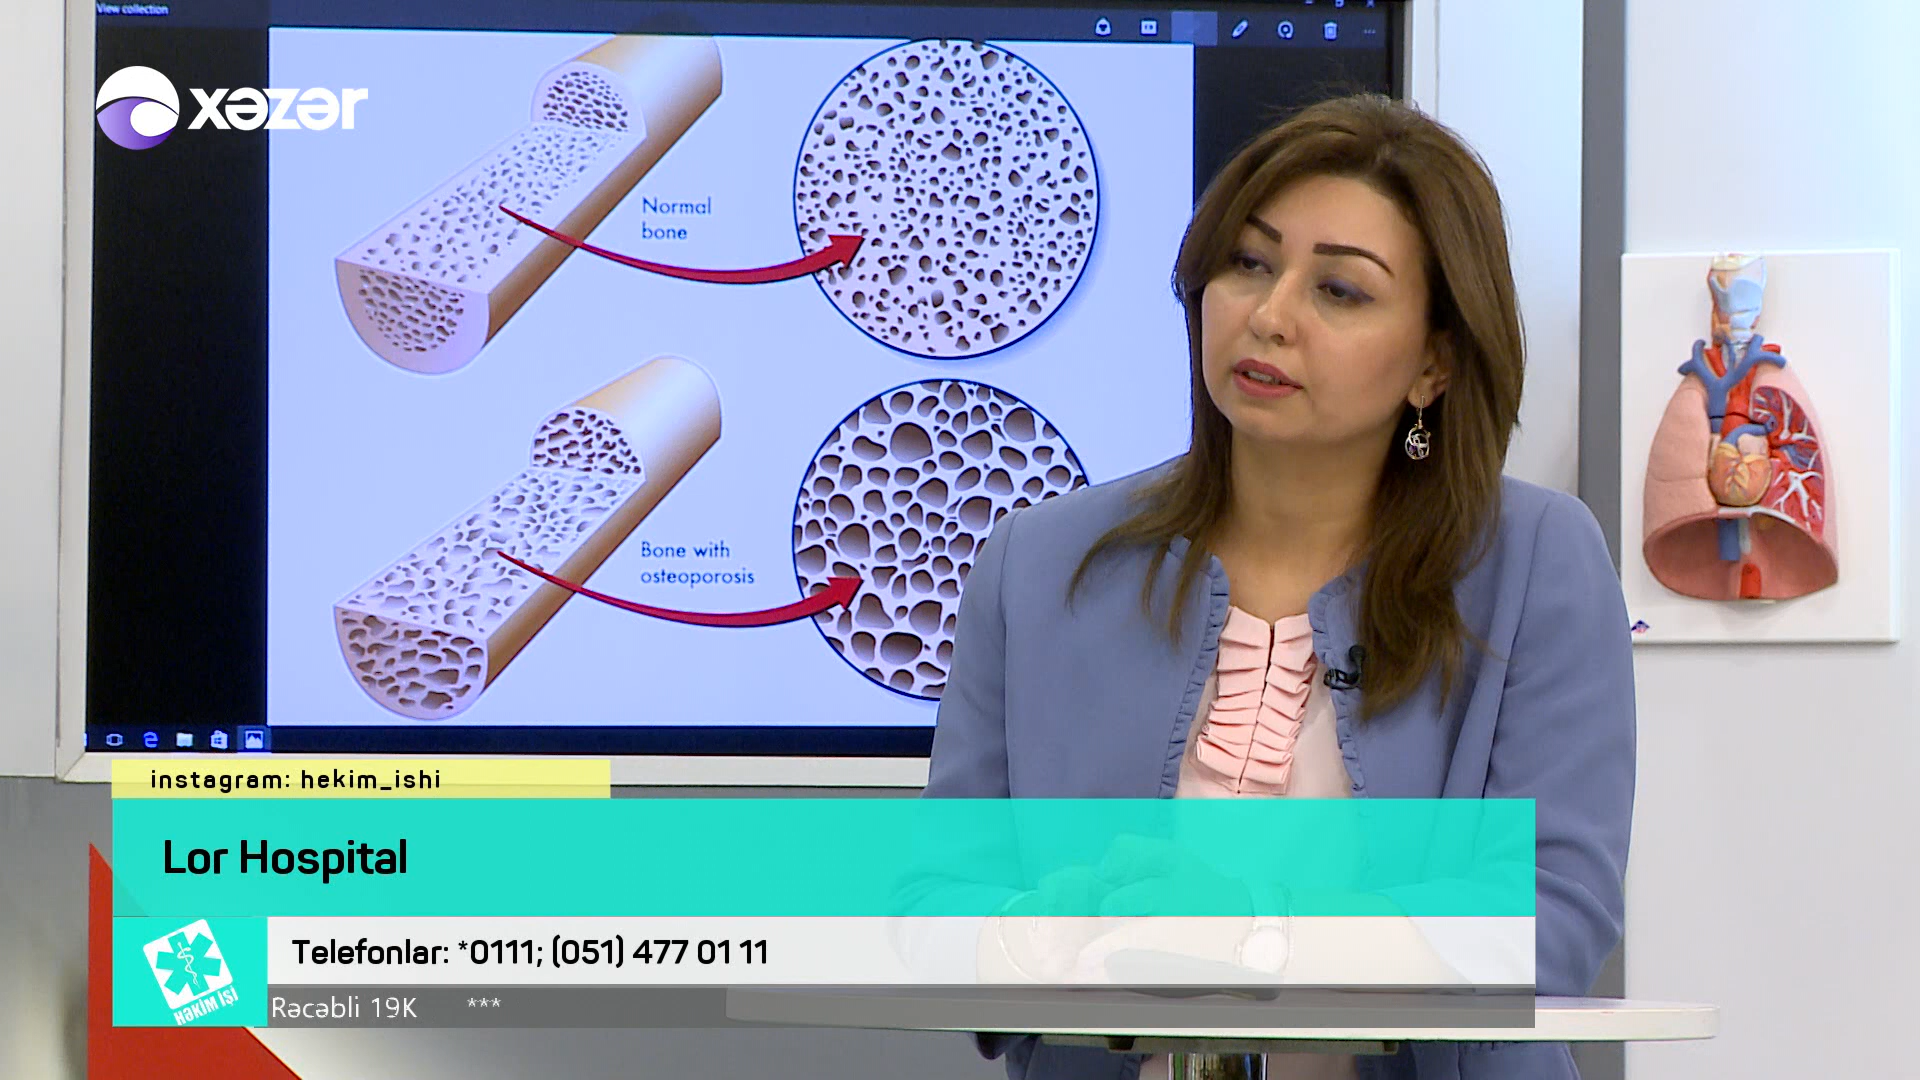 View collection
xəzər
Normal
bone
Bone with
osteoporosis
instagram: hekim_ishi
Lor Hospital
Telefonlar: *0111; (051) 477 01 11
HƏKİM İŞİ
Rəcəbli 19K ***